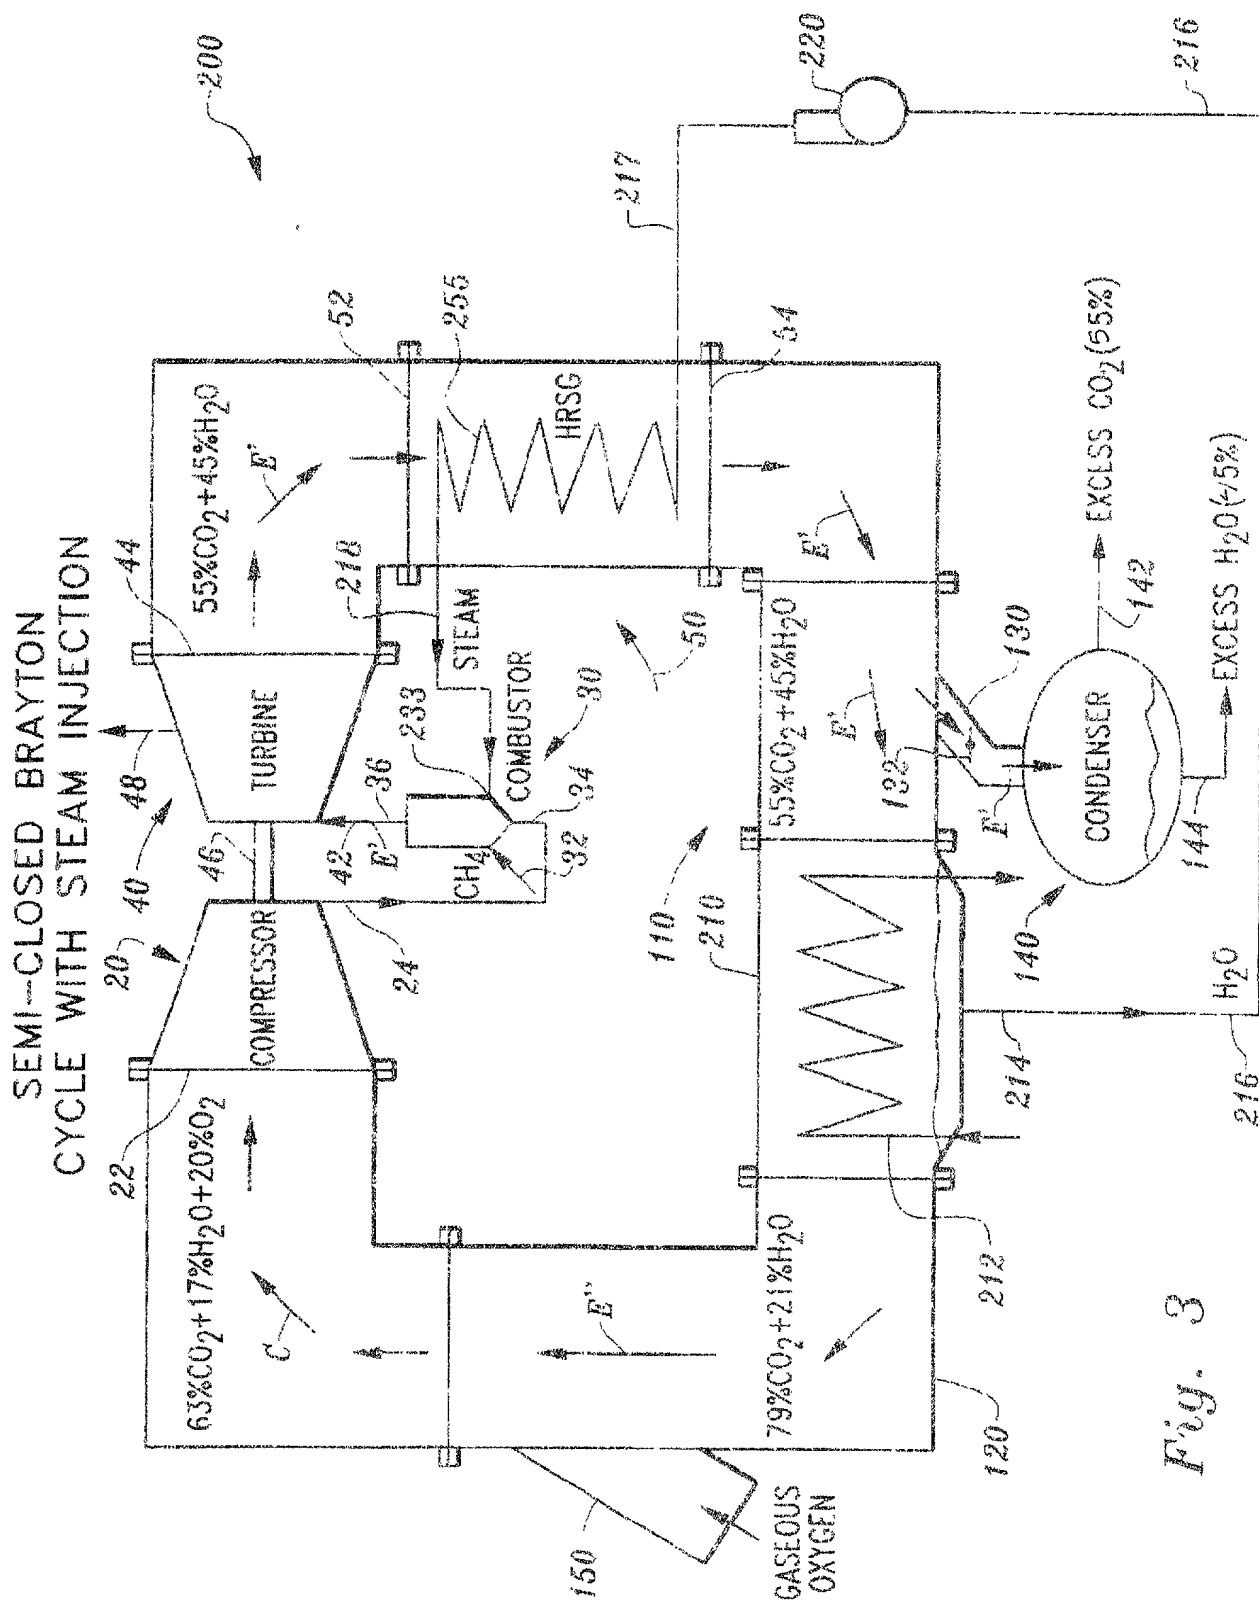 SEMI-CLOSED BRAYTON
CYCLE WITH STEAM INJECTION
200
20
40
48
44
22
46
COMPRESSOR
TURBINE
55%CO2+45%H2O
E'
52
255
HRSG
54
217
220
216
63%CO2+17%H2O+20%O2
C
24
42
E'
36
233
218
STEAM
COMBUSTOR
30
CH4
32
34
50
110
210
E''
79%CO2+21%H2O
55%CO2+45%H2O
E'
E'
132
130
E'
CONDENSER
140
142
EXCESS CO2(55%)
144
EXCESS H2O(
5%)
150
GASEOUS
OXYGEN
120
212
214
H2O
216
Fig. 3